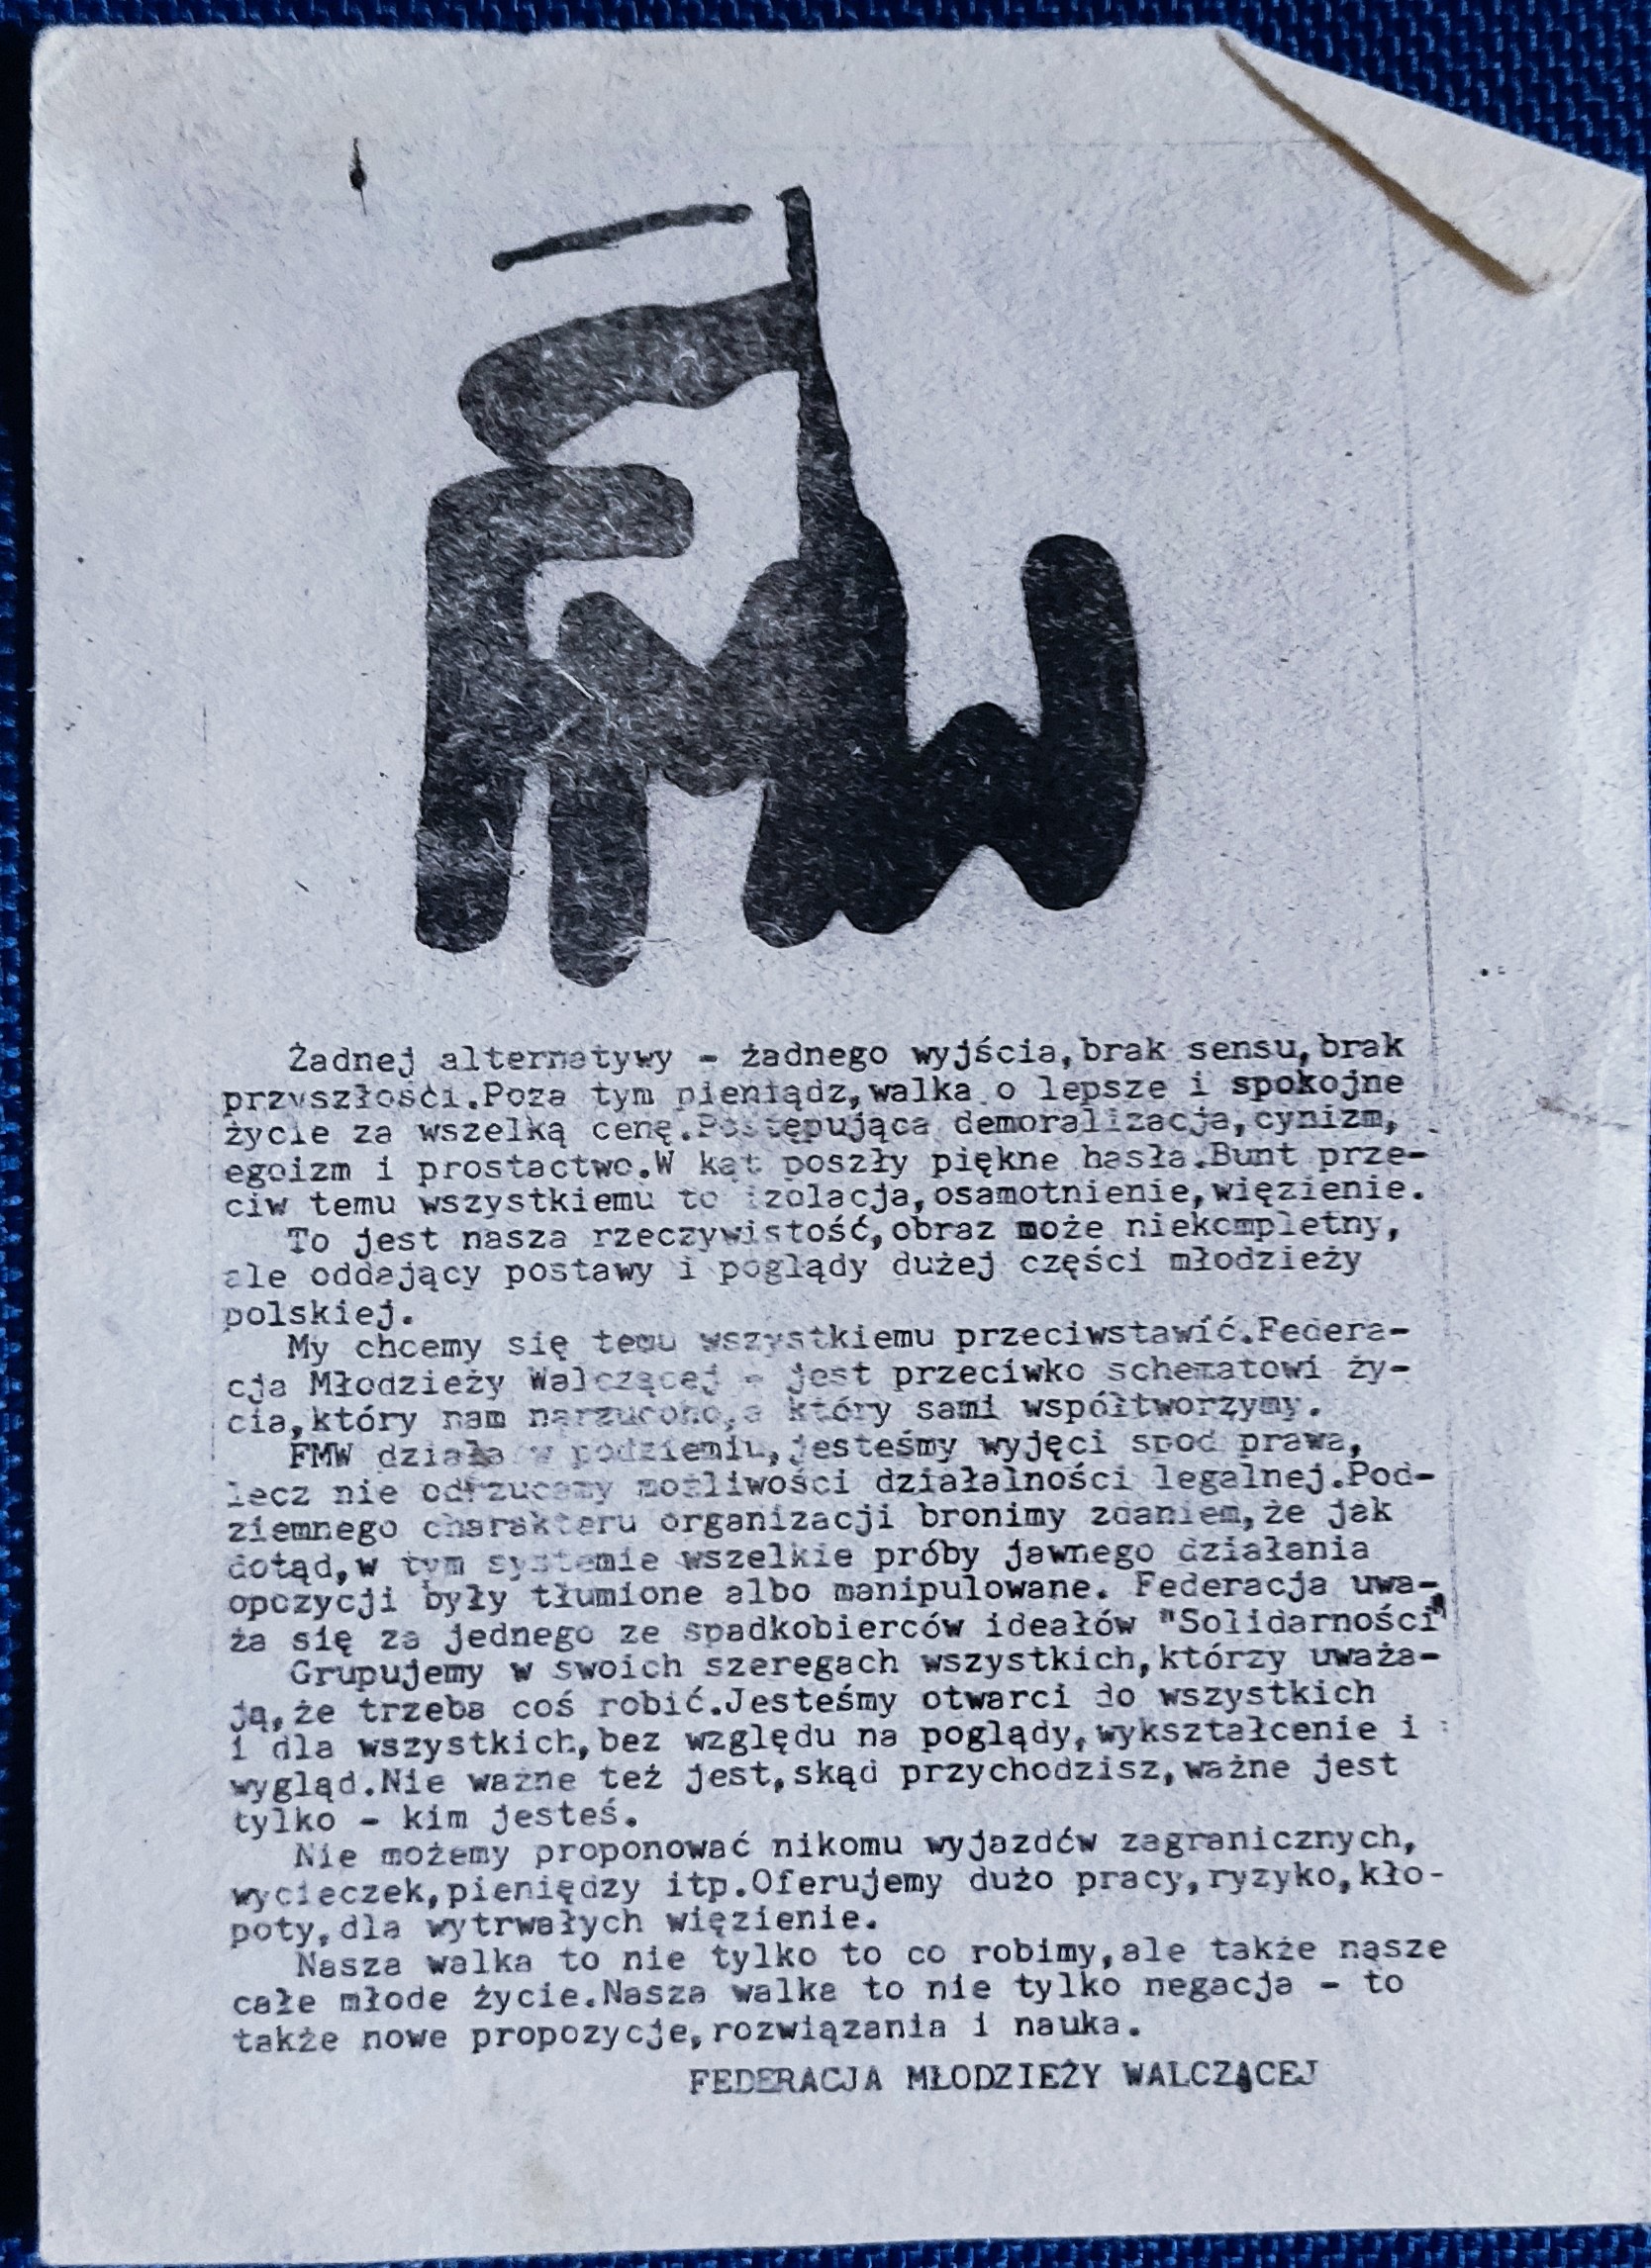 FMW
Żadnej alternatywy - żadnego wyjścia,brak sensu,brak
przyszłości.Poza tym pieniądz,walka o lepsze i spokojne
życie za wszelką cenę.Postępująca demoralizacja,cynizm,
egoizm i prostactwo.W kąt poszły piękne hasła.Bunt prze-
ciw temu wszystkiemu to izolacja,osamotnienie,więzienie.
To jest nasza rzeczywistość,obraz może niekompletny,
ale oddający postawy i poglądy dużej części młodzieży
polskiej.
My chcemy się temu wszystkiemu przeciwstawić.Federa-
cja Młodzieży Walczącej - jest przeciwko schematowi ży-
cia,który nam narzucono,a który sami współtworzymy.
FMW działa w podziemiu,jesteśmy wyjęci spod prawa,
lecz nie odrzucamy możliwości działalności legalnej.Pod-
ziemnego charakteru organizacji bronimy zdaniem,że jak
dotąd,w tym systemie wszelkie próby jawnego działania
opozycji były tłumione albo manipulowane. Federacja uwa-
ża się za jednego ze spadkobierców ideałów "Solidarności"
Grupujemy w swoich szeregach wszystkich,którzy uważa-
ją,że trzeba coś robić.Jesteśmy otwarci do wszystkich
i dla wszystkich,bez względu na poglądy,wykształcenie i
wygląd.Nie ważne też jest,skąd przychodzisz,ważne jest
tylko - kim jesteś.
Nie możemy proponować nikomu wyjazdów zagranicznych,
wycieczek,pieniędzy itp.Oferujemy dużo pracy,ryzyko,kło-
poty,dla wytrwałych więzienie.
Nasza walka to nie tylko to co robimy,ale także nasze
całe młode życie.Nasza walka to nie tylko negacja - to
także nowe propozycje,rozwiązania i nauka.
FEDERACJA MŁODZIEŻY WALCZĄCEJ